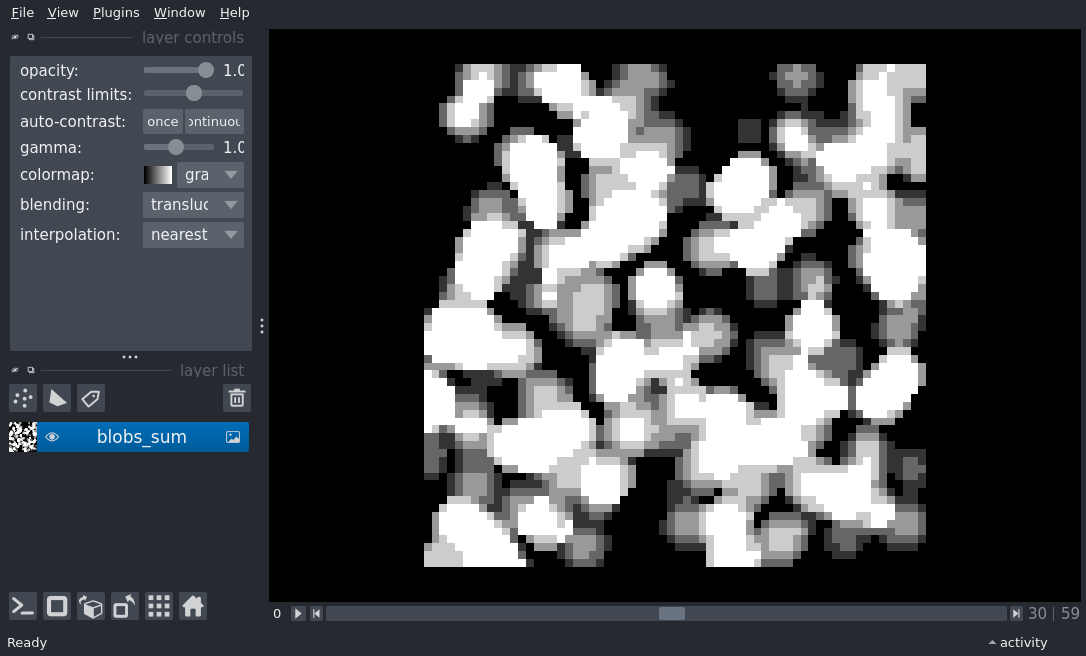 File View Plugins Window Help
layer controls
opacity: 1.0
contrast limits:
auto-contrast: once ontinuou
gamma: 1.0
colormap: gra
blending: transluc
interpolation: nearest
layer list
blobs_sum
0 30 | 59
Ready activity